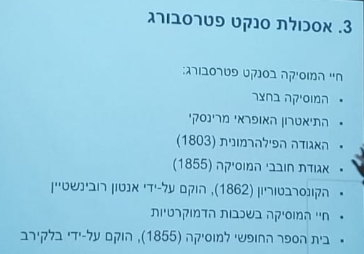 3. אסכולת סנקט פטרסבורג
חיי המוסיקה בסנקט פטרסבורג:
• המוסיקה בחצר
• התיאטרון האופראי מרינסקי
• האגודה הפילהרמונית (1803)
• אגודת חובבי המוסיקה (1855)
• הקונסרבטוריון (1862), הוקם על-ידי אנטון רובינשטיין
• חיי המוסיקה בשכבות הדמוקרטיות
• בית הספר החופשי למוסיקה (1855), הוקם על-ידי בלקירב